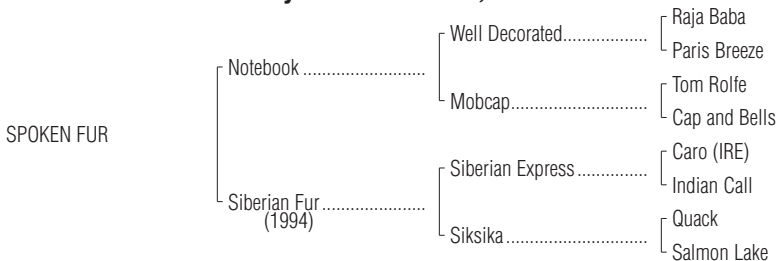 Raja Baba
Well Decorated
Paris Breeze
Notebook
Tom Rolfe
Mobcap
Cap and Bells
SPOKEN FUR
Caro (IRE)
Siberian Express
Indian Call
Siberian Fur
(1994)
Quack
Siksika
Salmon Lake